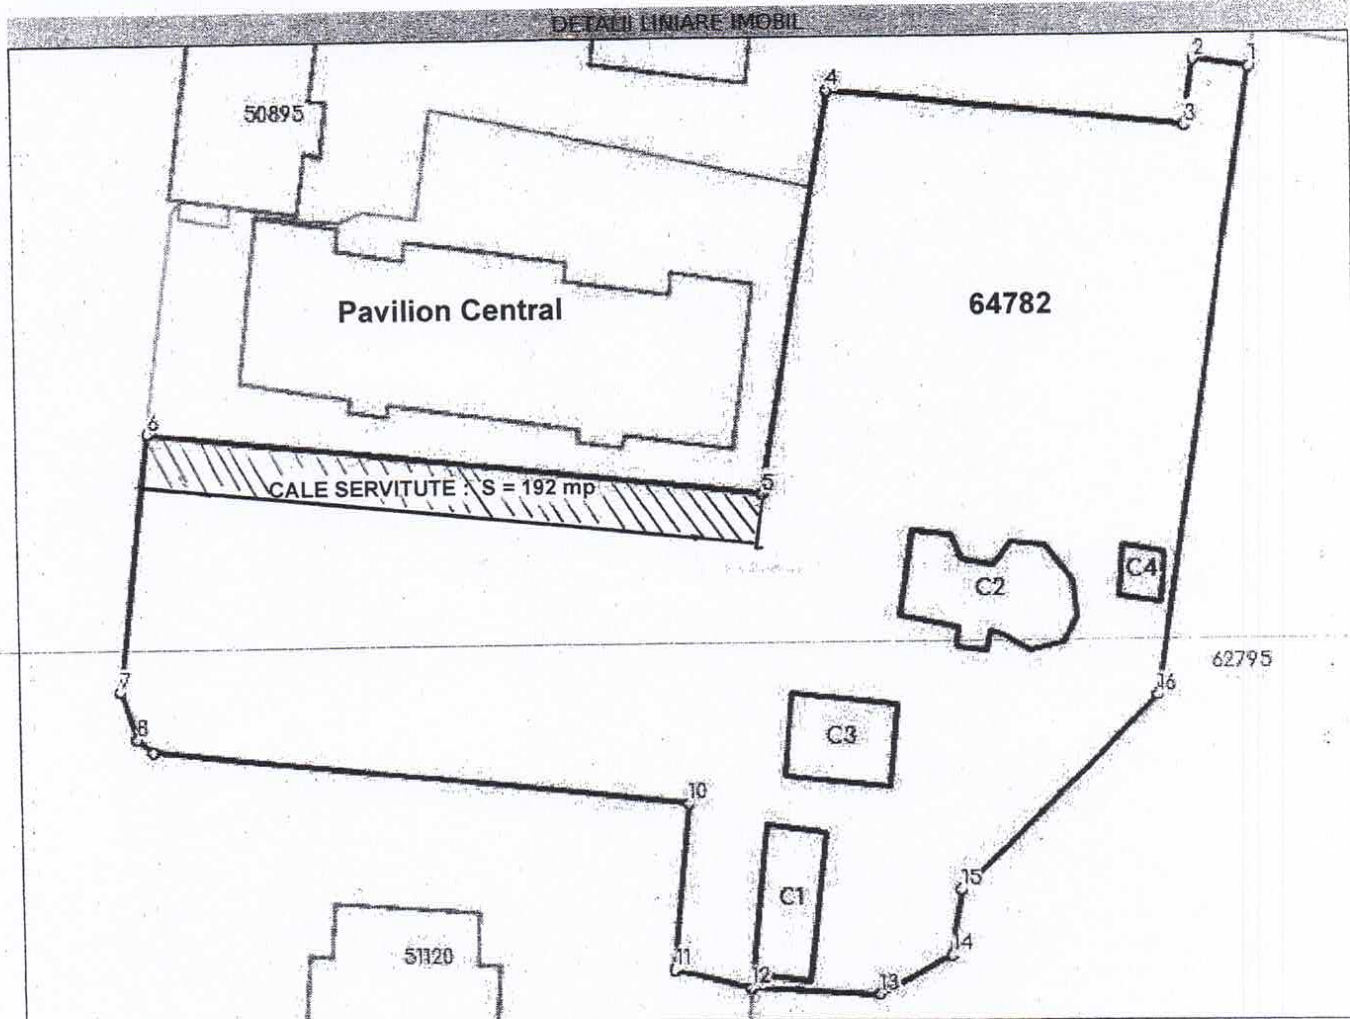 DETALII LINIARE IMOBIL
2
1
4
3
50895
Pavilion Central
64782
6
5
CALE SERVITUTE : S = 192 mp
C2
C4
62795
7
16
8
C3
10
15
C1
14
51120
11
12
13